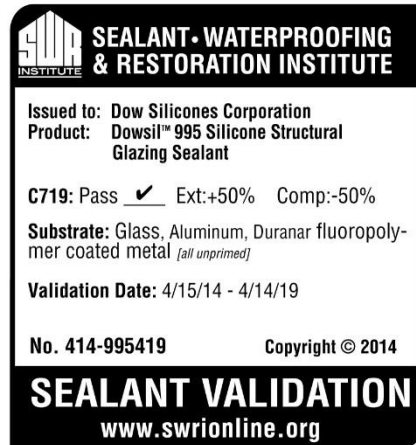 SWR
INSTITUTE
SEALANT • WATERPROOFING
& RESTORATION INSTITUTE
Issued to: Dow Silicones Corporation
Product: Dowsil™ 995 Silicone Structural
Glazing Sealant
C719: Pass ✔ Ext:+50% Comp:-50%
Substrate: Glass, Aluminum, Duranar fluoropoly-
mer coated metal [all unprimed]
Validation Date: 4/15/14 - 4/14/19
No. 414-995419 Copyright © 2014
SEALANT VALIDATION
www.swrionline.org